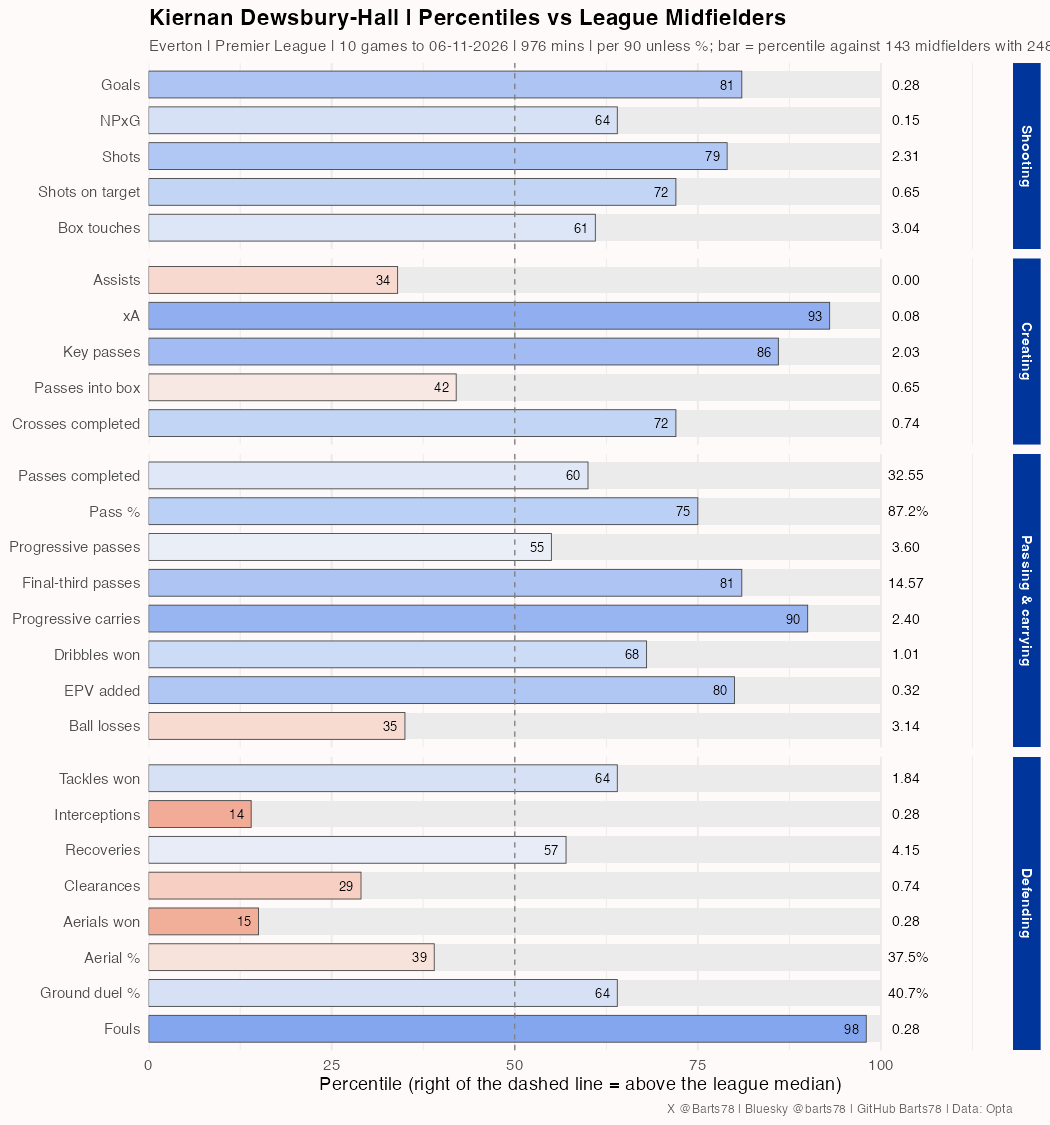 Kiernan Dewsbury-Hall | Percentiles vs League Midfielders
Everton | Premier League | 10 games to 06-11-2026 | 976 mins | per 90 unless %; bar = percentile against 143 midfielders with 248
Goals 81 0.28
NPxG 64 0.15
Shots 79 2.31
Shots on target 72 0.65
Box touches 61 3.04
Shooting
Assists 34 0.00
xA 93 0.08
Key passes 86 2.03
Passes into box 42 0.65
Crosses completed 72 0.74
Creating
Passes completed 60 32.55
Pass % 75 87.2%
Progressive passes 55 3.60
Final-third passes 81 14.57
Progressive carries 90 2.40
Dribbles won 68 1.01
EPV added 80 0.32
Ball losses 35 3.14
Passing & carrying
Tackles won 64 1.84
Interceptions 14 0.28
Recoveries 57 4.15
Clearances 29 0.74
Aerials won 15 0.28
Aerial % 39 37.5%
Ground duel % 64 40.7%
Fouls 98 0.28
Defending
0 25 50 75 100
Percentile (right of the dashed line = above the league median)
X @Barts78 | Bluesky @barts78 | GitHub Barts78 | Data: Opta